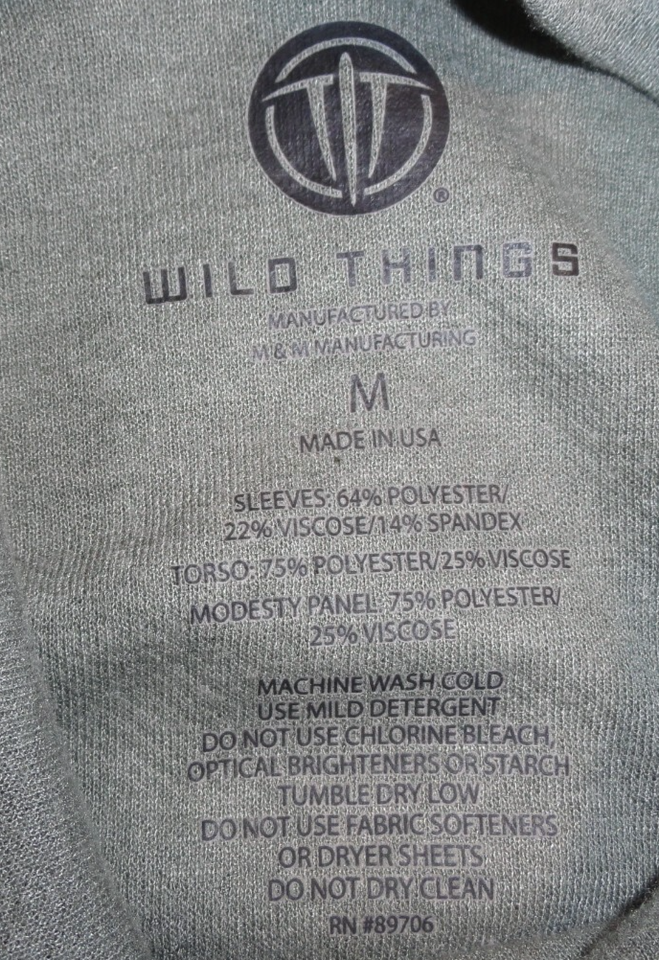 ®
WILD THINGS
MANUFACTURED BY
M & M MANUFACTURING
M
MADE IN USA
SLEEVES: 64% POLYESTER/
22% VISCOSE/14% SPANDEX
TORSO: 75% POLYESTER/25% VISCOSE
MODESTY PANEL: 75% POLYESTER/
25% VISCOSE
MACHINE WASH COLD
USE MILD DETERGENT
DO NOT USE CHLORINE BLEACH,
OPTICAL BRIGHTENERS OR STARCH
TUMBLE DRY LOW
DO NOT USE FABRIC SOFTENERS
OR DRYER SHEETS
DO NOT DRY CLEAN
RN #89706